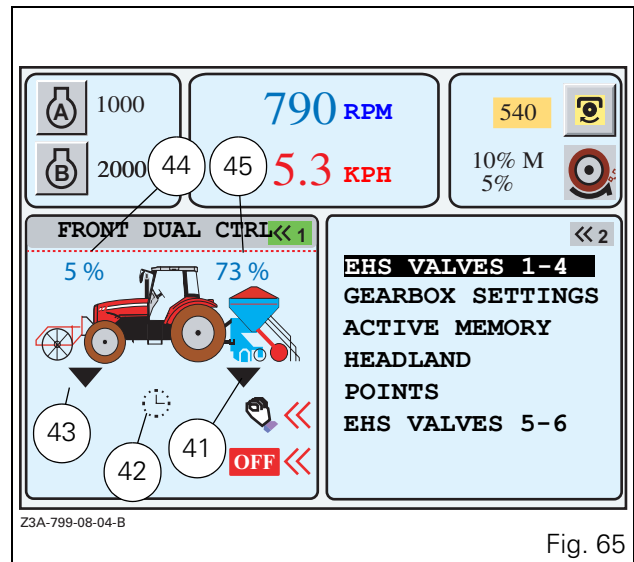 A 1000
B 2000
790 RPM
5.3 KPH
540
10% M
5%
44
45
FRONT DUAL CTRL << 1
5 %
73 %
43
42
41
OFF
<< 2
EHS VALVES 1-4
GEARBOX SETTINGS
ACTIVE MEMORY
HEADLAND
POINTS
EHS VALVES 5-6
Z3A-799-08-04-B
Fig. 65